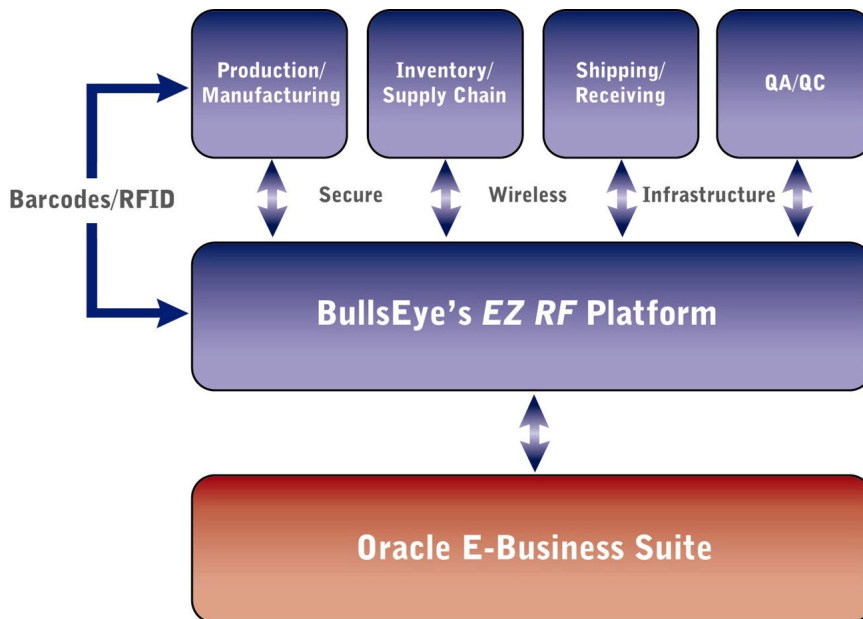 Production/
Manufacturing
Inventory/
Supply Chain
Shipping/
Receiving
QA/QC
Barcodes/RFID
Secure
Wireless
Infrastructure
BullsEye's EZ RF Platform
Oracle E-Business Suite